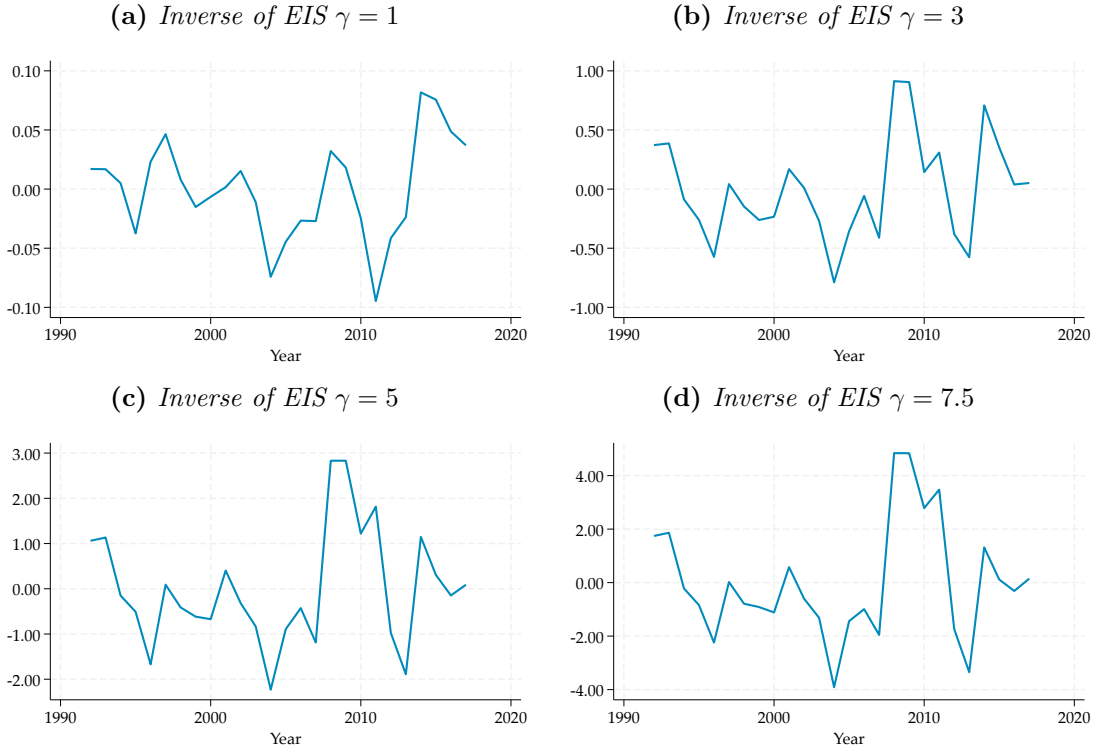 (a) Inverse of EIS γ = 1
0.10
0.05
0.00
-0.05
-0.10
1990 2000 2010 2020
Year
(b) Inverse of EIS γ = 3
1.00
0.50
0.00
-0.50
-1.00
1990 2000 2010 2020
Year
(c) Inverse of EIS γ = 5
3.00
2.00
1.00
0.00
-1.00
-2.00
1990 2000 2010 2020
Year
(d) Inverse of EIS γ = 7.5
4.00
2.00
0.00
-2.00
-4.00
1990 2000 2010 2020
Year